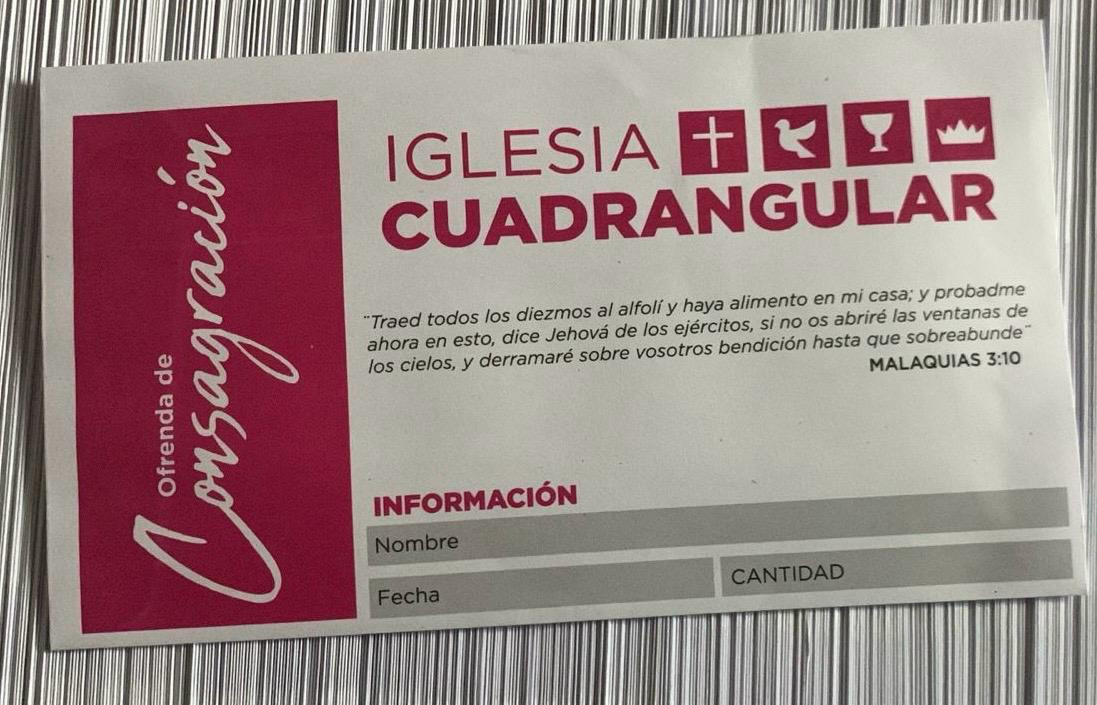 Ofrenda de
Consagración
IGLESIA
CUADRANGULAR
¨Traed todos los diezmos al alfolí y haya alimento en mi casa; y probadme
ahora en esto, dice Jehová de los ejércitos, si no os abriré las ventanas de
los cielos, y derramaré sobre vosotros bendición hasta que sobreabunde¨
MALAQUIAS 3:10
INFORMACIÓN
Nombre
Fecha
CANTIDAD